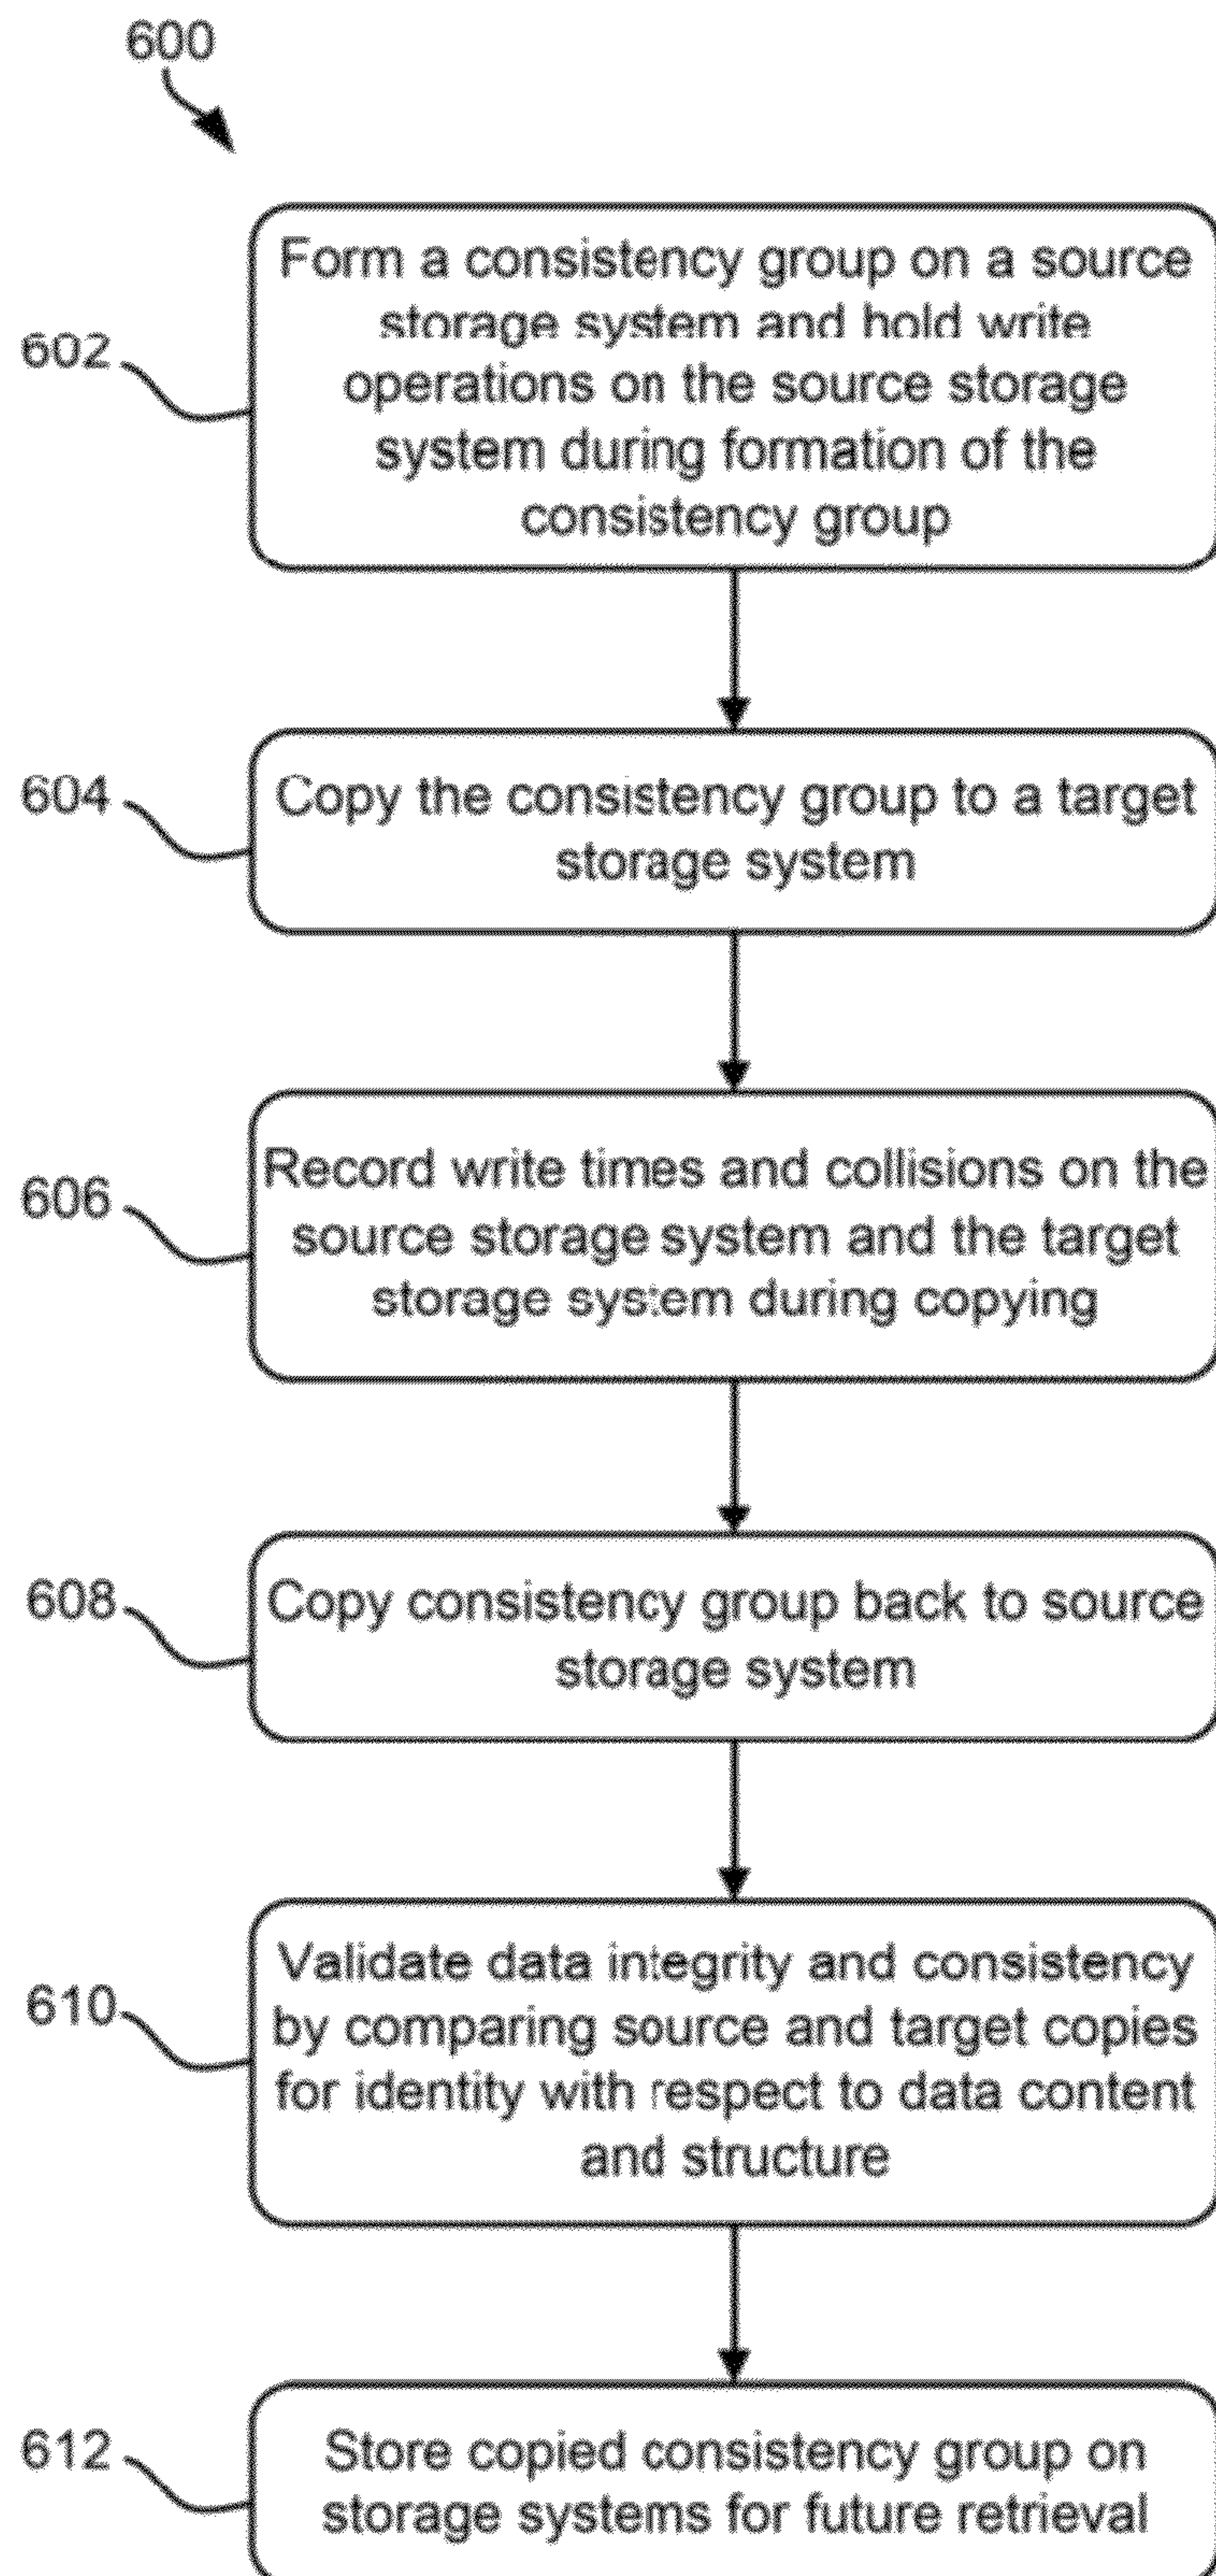 600
602
Form a consistency group on a source
storage system and hold write
operations on the source storage
system during formation of the
consistency group
604
Copy the consistency group to a target
storage system
606
Record write times and collisions on the
source storage system and the target
storage system during copying
608
Copy consistency group back to source
storage system
610
Validate data integrity and consistency
by comparing source and target copies
for identity with respect to data content
and structure
612
Store copied consistency group on
storage systems for future retrieval